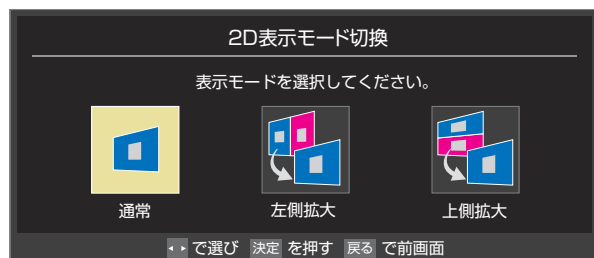 2D表示モード切換
表示モードを選択してください。
通常 左側拡大 上側拡大
で選び 決定 を押す 戻る で前画面